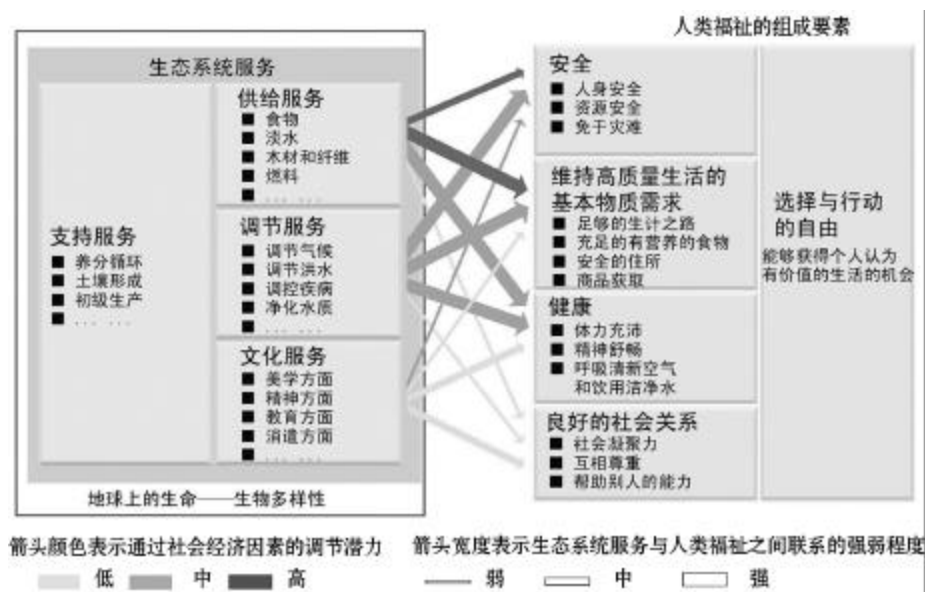 人类福祉的组成要素
生态系统服务
支持服务
■ 养分循环
■ 土壤形成
■ 初级生产
■ ... ...
供给服务
■ 食物
■ 淡水
■ 木材和纤维
■ 燃料
■ ... ...
调节服务
■ 调节气候
■ 调节洪水
■ 调控疾病
■ 净化水质
■ ... ...
文化服务
■ 美学方面
■ 精神方面
■ 教育方面
■ 消遣方面
■ ... ...
地球上的生命——生物多样性
安全
■ 人身安全
■ 资源安全
■ 免于灾难
维持高质量生活的
基本物质需求
■ 足够的生计之路
■ 充足的有营养的食物
■ 安全的住所
■ 商品获取
健康
■ 体力充沛
■ 精神舒畅
■ 呼吸清新空气
和饮用洁净水
良好的社会关系
■ 社会凝聚力
■ 互相尊重
■ 帮助别人的能力
选择与行动
的自由
能够获得个人认为
有价值的生活的机会
箭头颜色表示通过社会经济因素的调节潜力
低 中 高
箭头宽度表示生态系统服务与人类福祉之间联系的强弱程度
弱 中 强